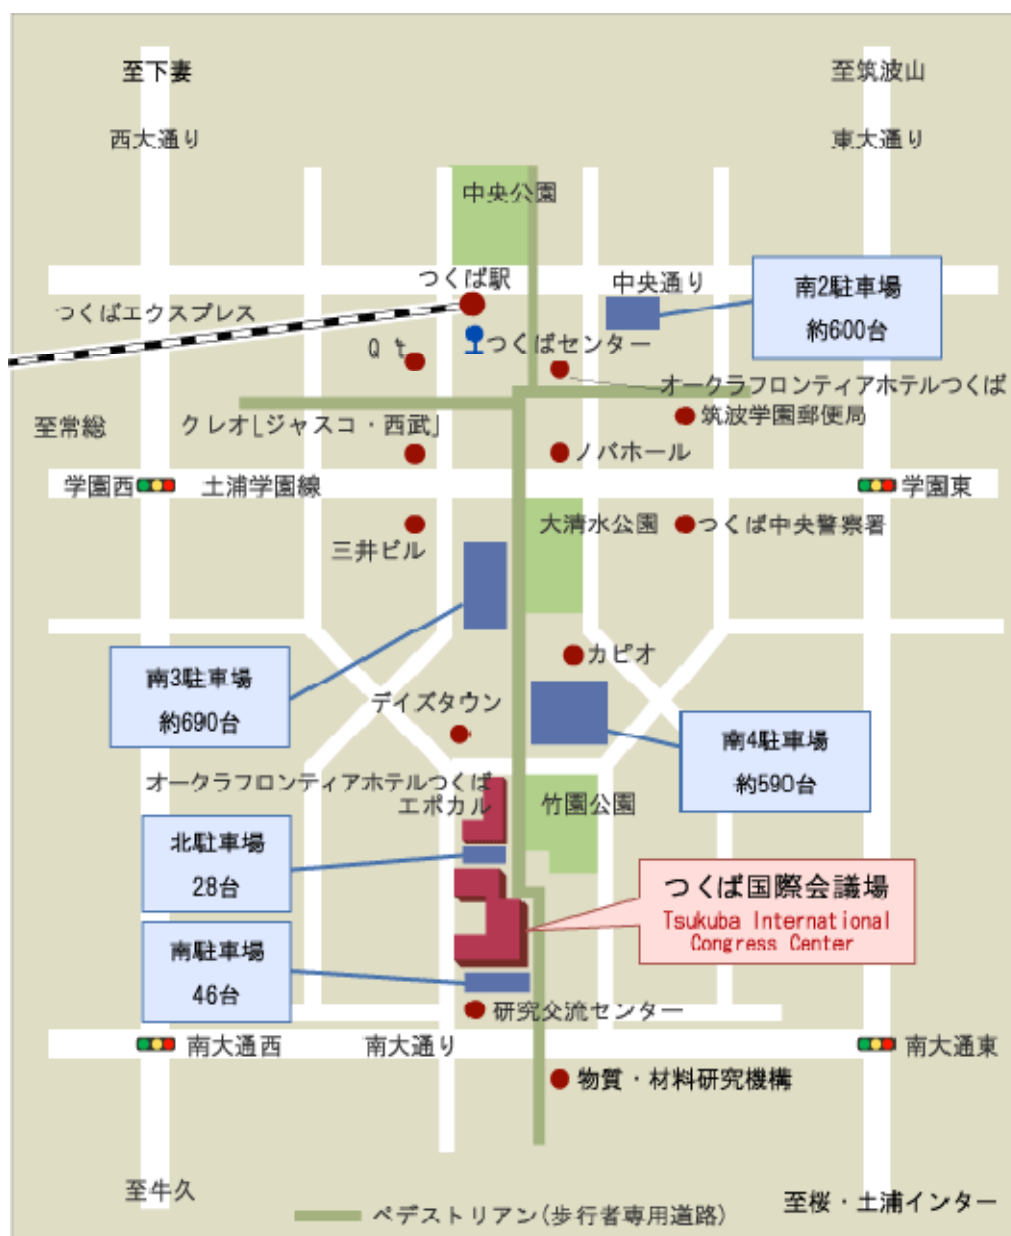 至下妻
至筑波山
西大通り
東大通り
中央公園
つくば駅
中央通り
南2駐車場
約600台
つくばエクスプレス
Q t
つくばセンター
オークラフロンティアホテルつくば
筑波学園郵便局
至常総
クレオ[ジャスコ・西武]
ノバホール
学園西
土浦学園線
学園東
大清水公園
つくば中央警察署
三井ビル
カピオ
南3駐車場
約690台
デイズタウン
南4駐車場
約590台
オークラフロンティアホテルつくば
エポカル
竹園公園
北駐車場
28台
つくば国際会議場
Tsukuba International
Congress Center
南駐車場
46台
研究交流センター
南大通西
南大通り
南大通東
物質・材料研究機構
至牛久
至桜・土浦インター
ペデストリアン(歩行者専用道路)